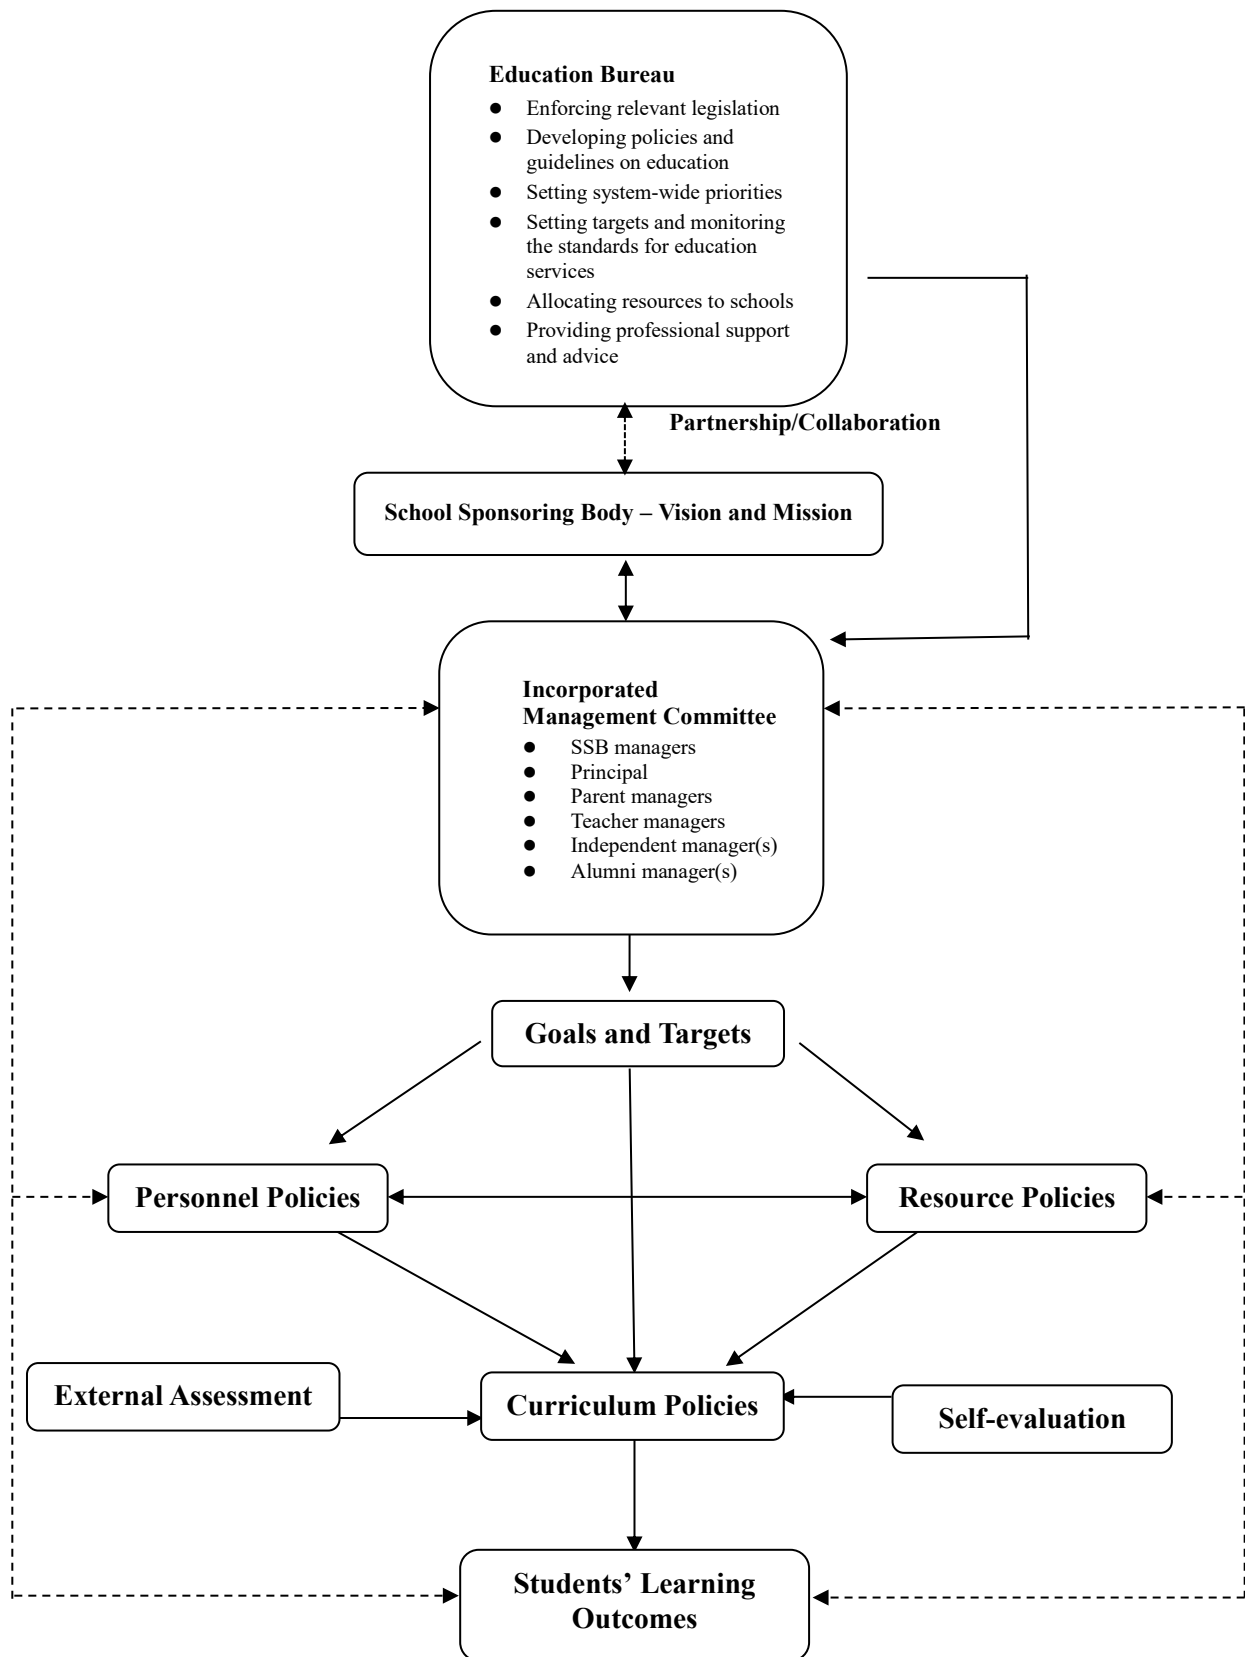 Education Bureau
● Enforcing relevant legislation
● Developing policies and
guidelines on education
● Setting system-wide priorities
● Setting targets and monitoring
the standards for education
services
● Allocating resources to schools
● Providing professional support
and advice
Partnership/Collaboration
School Sponsoring Body – Vision and Mission
Incorporated
Management Committee
● SSB managers
● Principal
● Parent managers
● Teacher managers
● Independent manager(s)
● Alumni manager(s)
Goals and Targets
Personnel Policies
Resource Policies
External Assessment
Curriculum Policies
Self-evaluation
Students’ Learning
Outcomes